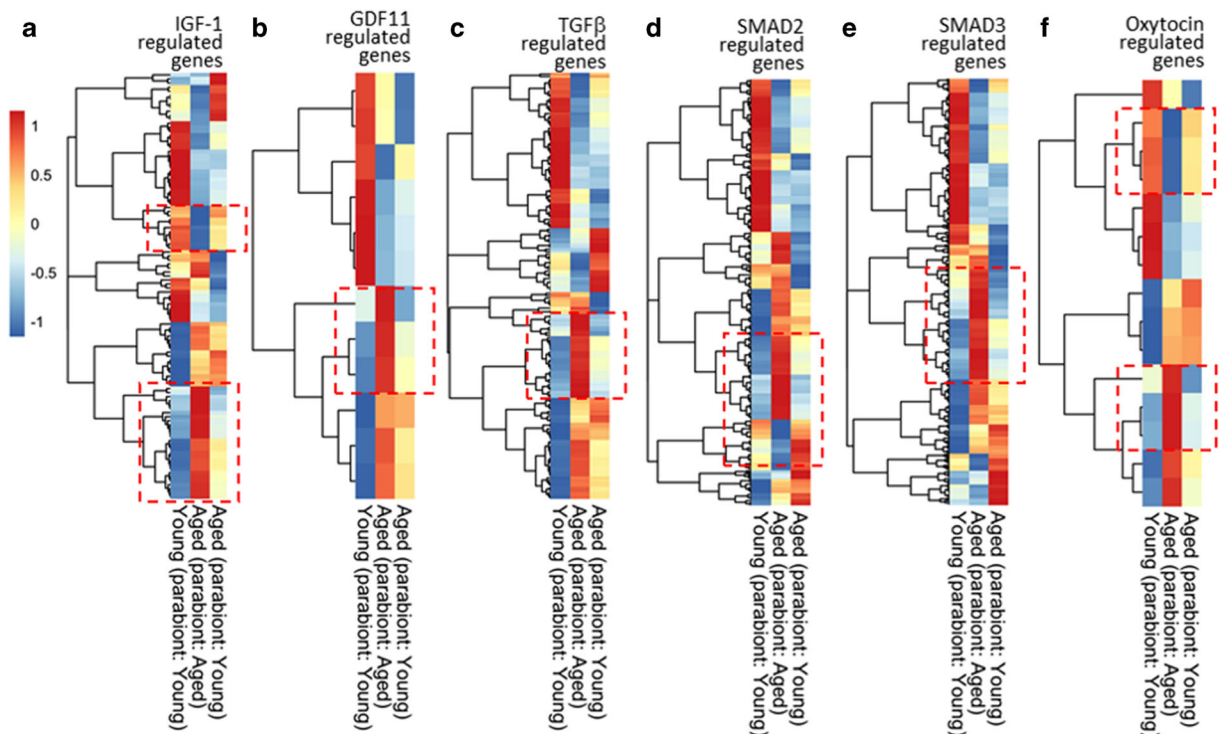 a
IGF-1
regulated
genes
b
GDF11
regulated
genes
c
TGFβ
regulated
genes
d
SMAD2
regulated
genes
e
SMAD3
regulated
genes
f
Oxytocin
regulated
genes
1
0.5
0
-0.5
-1
Young (parabiont: Young)
Aged (parabiont: Aged)
Aged (parabiont: Young)
Young (parabiont: Young)
Aged (parabiont: Aged)
Aged (parabiont: Young)
Young (parabiont: Young)
Aged (parabiont: Aged)
Aged (parabiont: Young)
Young (parabiont: Young)
Aged (parabiont: Aged)
Aged (parabiont: Young)
Young (parabiont: Young)
Aged (parabiont: Aged)
Aged (parabiont: Young)
Young (parabiont: Young)
Aged (parabiont: Aged)
Aged (parabiont: Young)